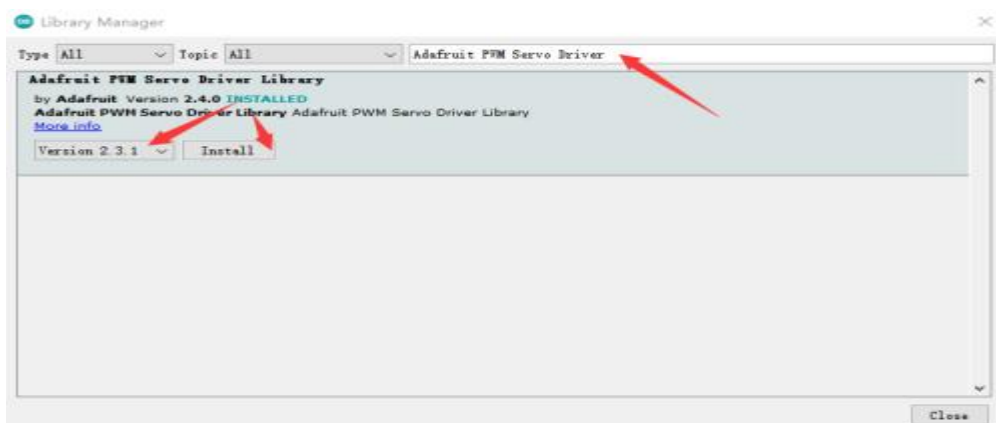 Library Manager
Type All Topic All Adafruit PWM Servo Driver
Adafruit PWM Servo Driver Library
by Adafruit Version 2.4.0 INSTALLED
Adafruit PWM Servo Driver Library Adafruit PWM Servo Driver Library
More info
Version 2.3.1 Install
Close